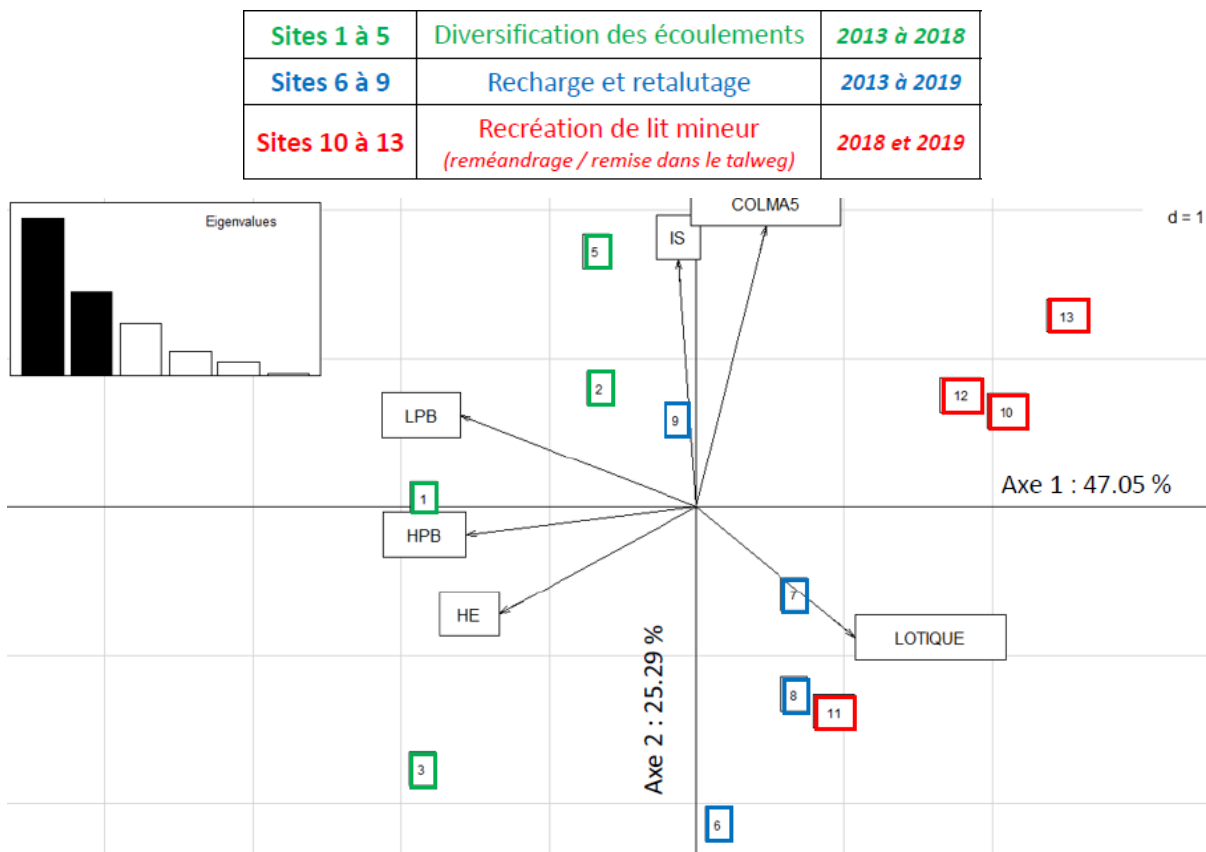 Sites 1 à 5 Diversification des écoulements 2013 à 2018
Sites 6 à 9 Recharge et retalutage 2013 à 2019
Sites 10 à 13 Recréation de lit mineur 2018 et 2019
(reméandrage / remise dans le talweg)
Eigenvalues
COLMA5
d = 1
IS
5
13
2
12
10
LPB
9
Axe 1 : 47.05 %
1
HPB
7
HE
LOTIQUE
Axe 2 : 25.29 %
8
11
3
6